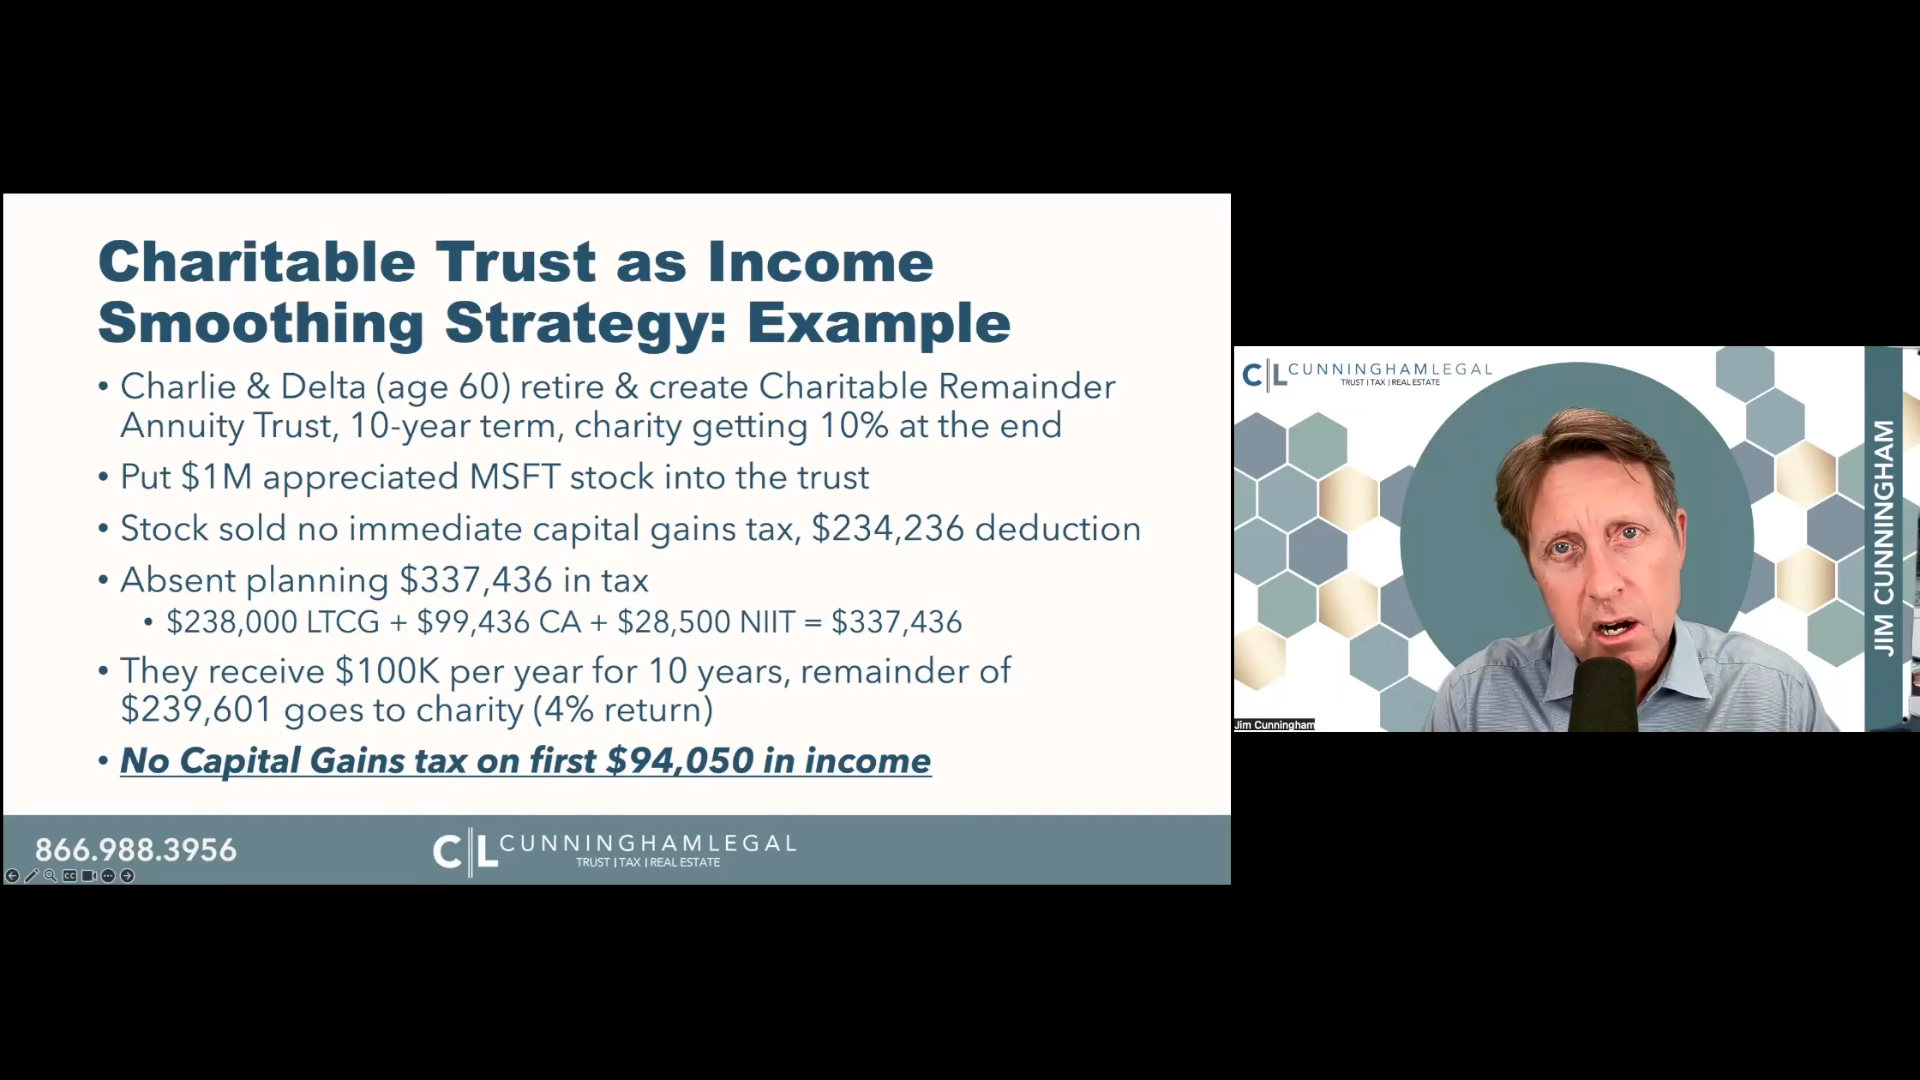 Charitable Trust as Income
Smoothing Strategy: Example
• Charlie & Delta (age 60) retire & create Charitable Remainder
Annuity Trust, 10-year term, charity getting 10% at the end
• Put $1M appreciated MSFT stock into the trust
• Stock sold no immediate capital gains tax, $234,236 deduction
• Absent planning $337,436 in tax
• $238,000 LTCG + $99,436 CA + $28,500 NIIT = $337,436
• They receive $100K per year for 10 years, remainder of
$239,601 goes to charity (4% return)
• No Capital Gains tax on first $94,050 in income
866.988.3956
CL CUNNINGHAMLEGAL
TRUST | TAX | REAL ESTATE
CC
CL CUNNINGHAMLEGAL
TRUST | TAX | REAL ESTATE
JIM CUNNINGHAM
Jim Cunningham